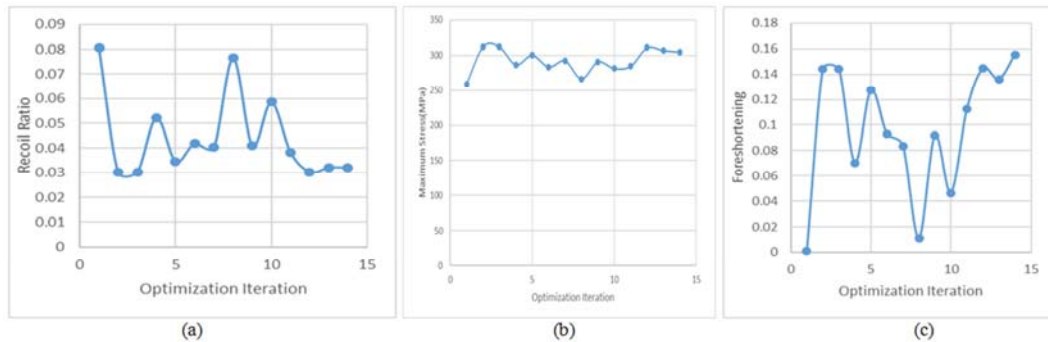 0.09
0.08
0.07
0.06
0.05
0.04
0.03
0.02
0.01
0
0 5 10 15
Recoil Ratio
Optimization Iteration
(a)
350
300
250
200
150
100
50
0
0 5 10 15
Maximum Stress(MPa)
Optimization Iteration
(b)
0.18
0.16
0.14
0.12
0.1
0.08
0.06
0.04
0.02
0
0 5 10 15
Foreshortening
Optimization Iteration
(c)